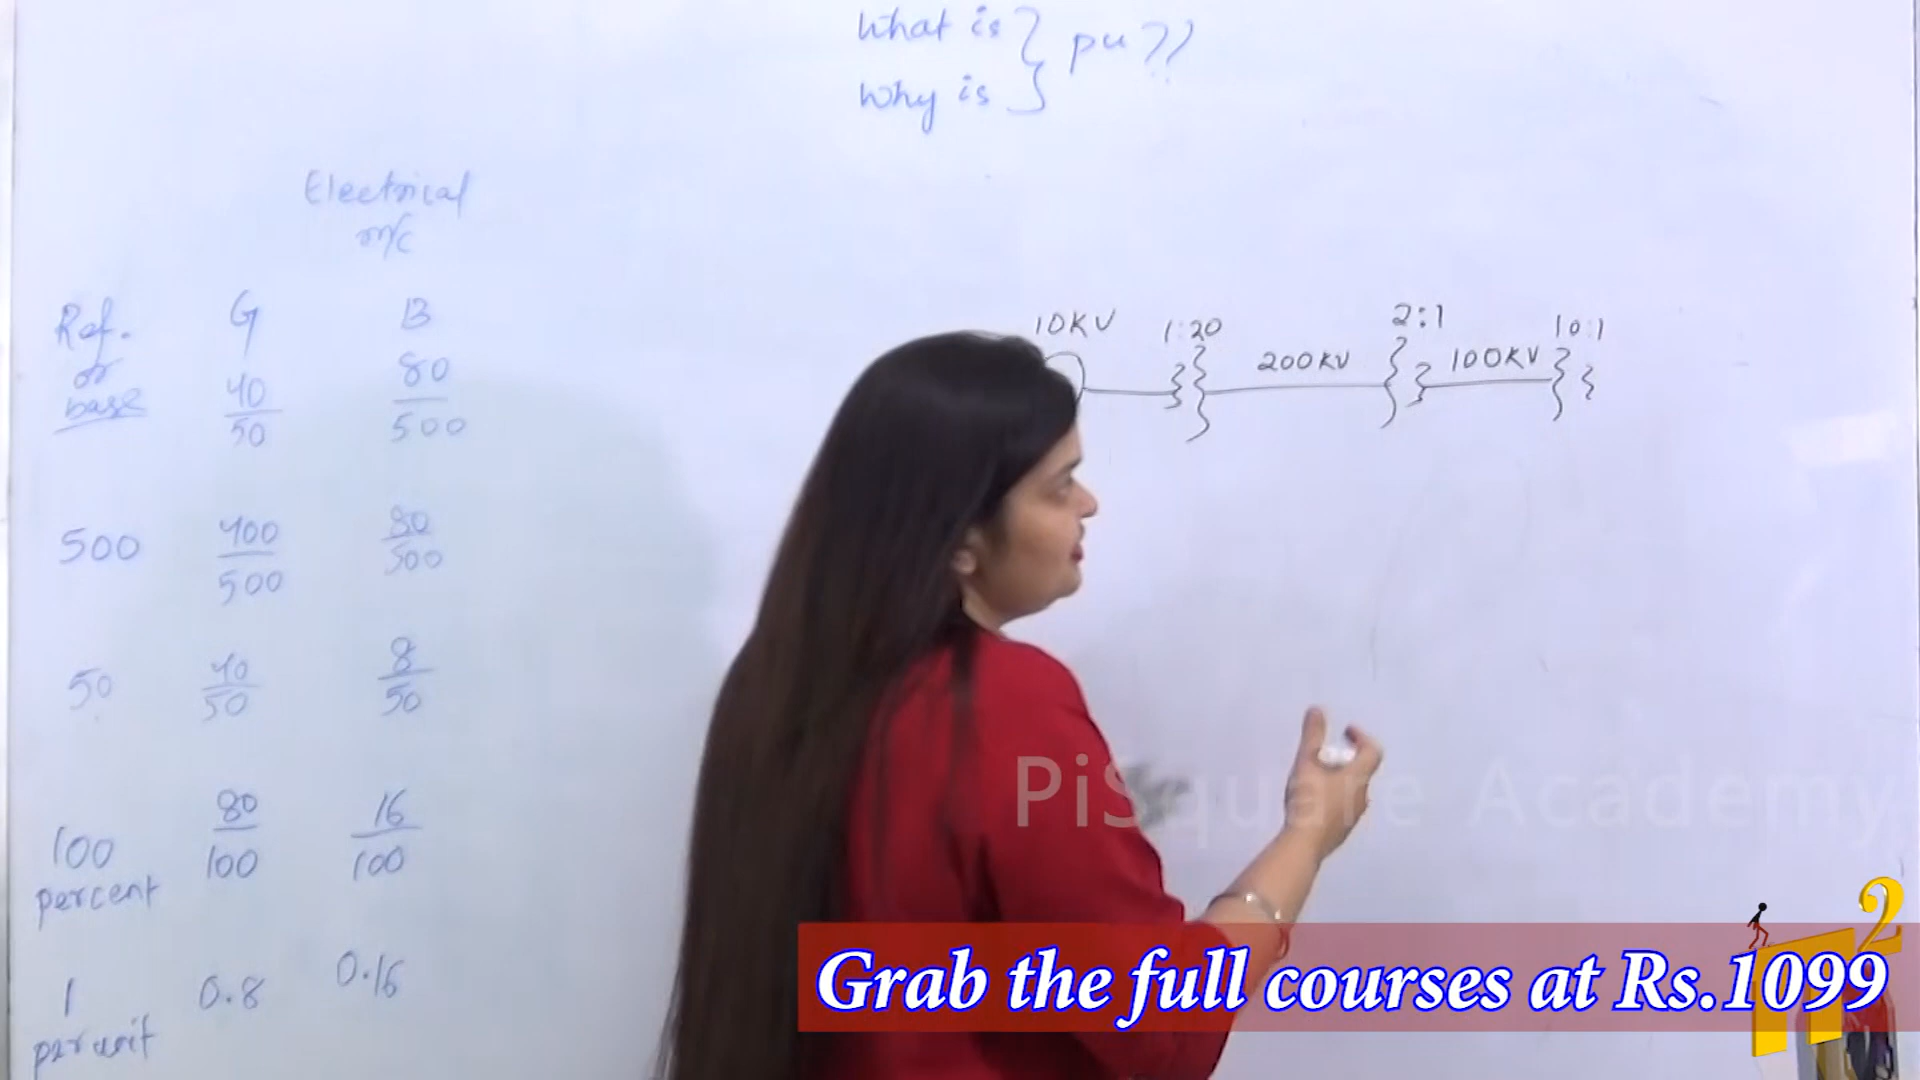 What is
Why is
} pu ??
Electrical
m/c
Ref. or base
G
B
40/50
80/500
500
400/500
80/500
50
40/50
8/50
100 percent
80/100
16/100
1 per unit
0.8
0.16
10KV
1:20
200KV
2:1
100KV
10:1
PiSquare Academy
Grab the full courses at Rs.1099
π2